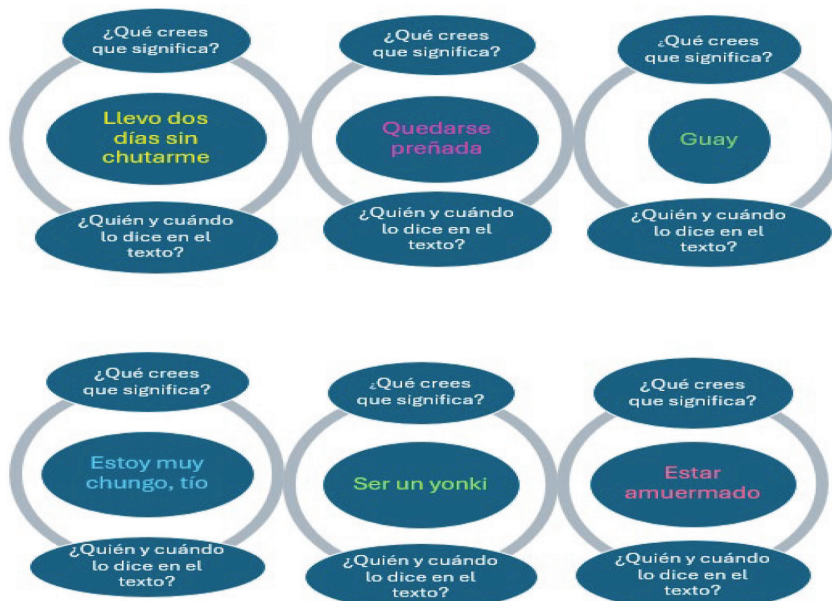 ¿Qué crees
que significa?
Llevo dos
días sin
chutarme
¿Quién y cuándo
lo dice en el
texto?
¿Qué crees
que significa?
Quedarse
preñada
¿Quién y cuándo
lo dice en el
texto?
¿Qué crees
que significa?
Guay
¿Quién y cuándo
lo dice en el
texto?
¿Qué crees
que significa?
Estoy muy
chungo, tío
¿Quién y cuándo
lo dice en el
texto?
¿Qué crees
que significa?
Ser un yonki
¿Quién y cuándo
lo dice en el
texto?
¿Qué crees
que significa?
Estar
amuermado
¿Quién y cuándo
lo dice en el
texto?